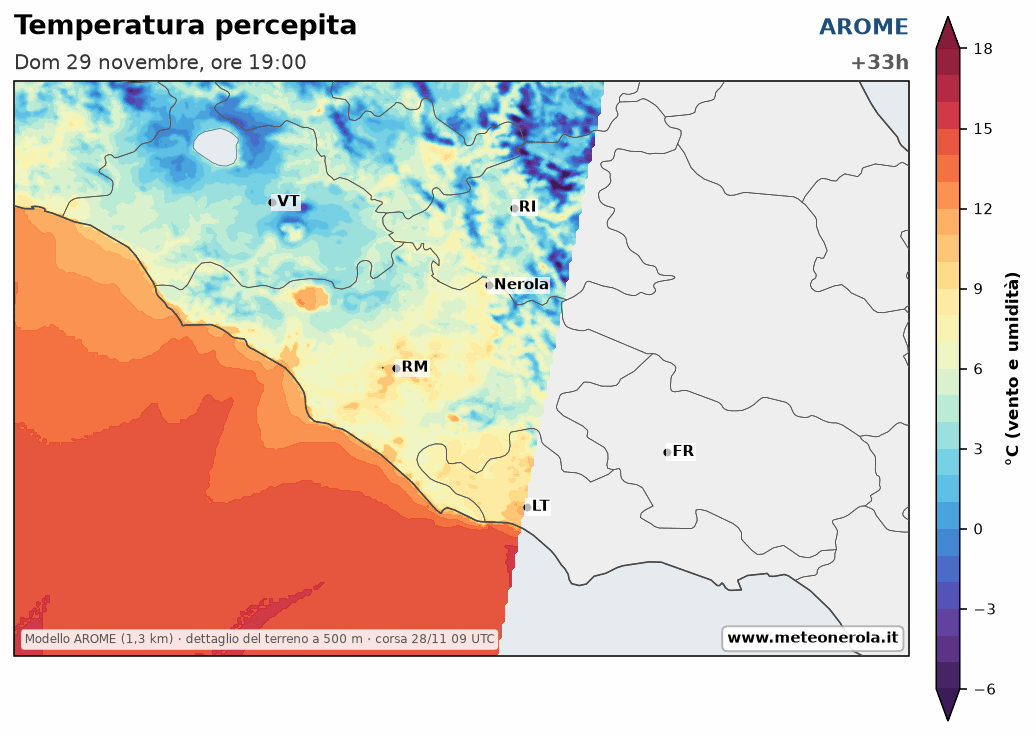 Temperatura percepita
AROME
Dom 29 novembre, ore 19:00
+33h
VT
RI
Nerola
RM
FR
LT
Modello AROME (1,3 km) · dettaglio del terreno a 500 m · corsa 28/11 09 UTC
www.meteonerola.it
18
15
12
9
6
3
0
−3
−6
°C (vento e umidità)